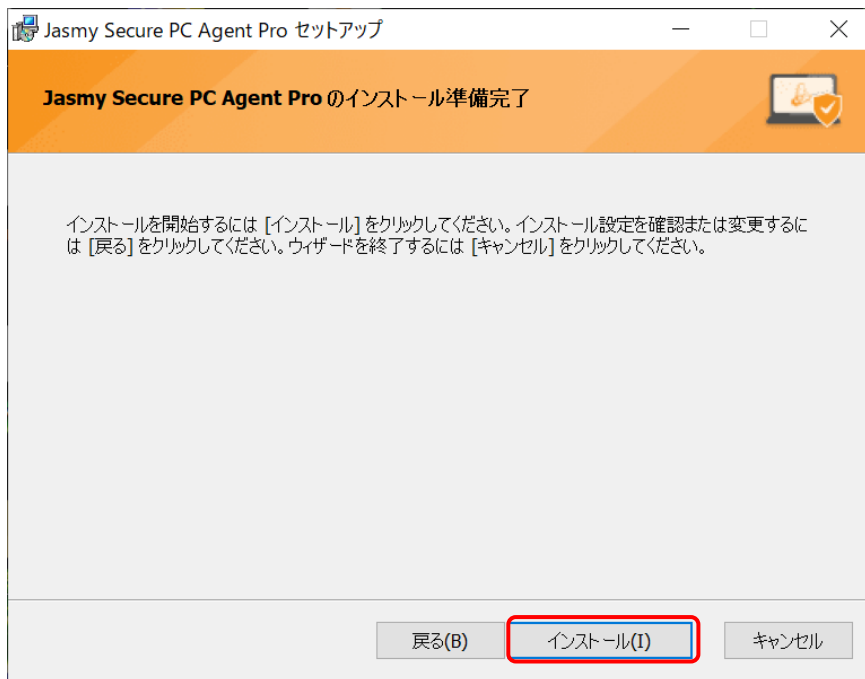 Jasmy Secure PC Agent Pro セットアップ
Jasmy Secure PC Agent Pro のインストール準備完了
インストールを開始するには [インストール] をクリックしてください。インストール設定を確認または変更するに
は [戻る] をクリックしてください。ウィザードを終了するには [キャンセル] をクリックしてください。
戻る(B) インストール(I) キャンセル